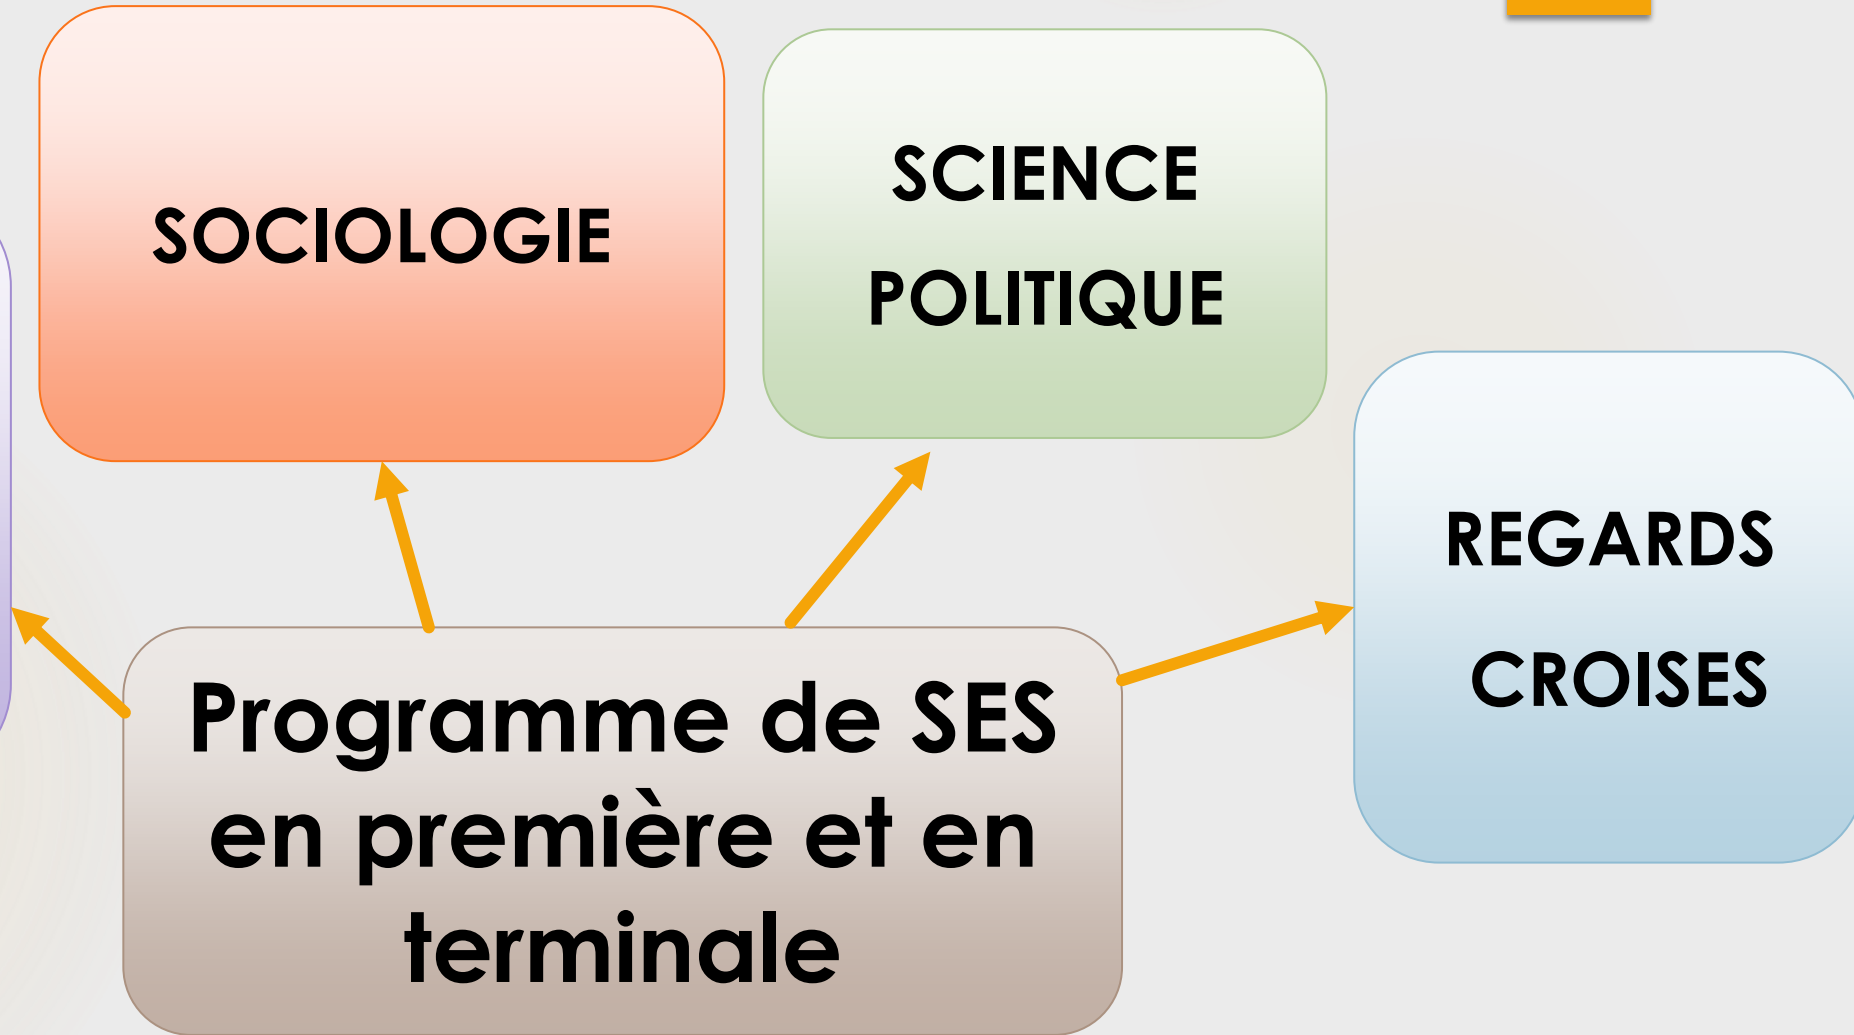 SOCIOLOGIE
SCIENCE
POLITIQUE
REGARDS
CROISES
Programme de SES
en première et en
terminale